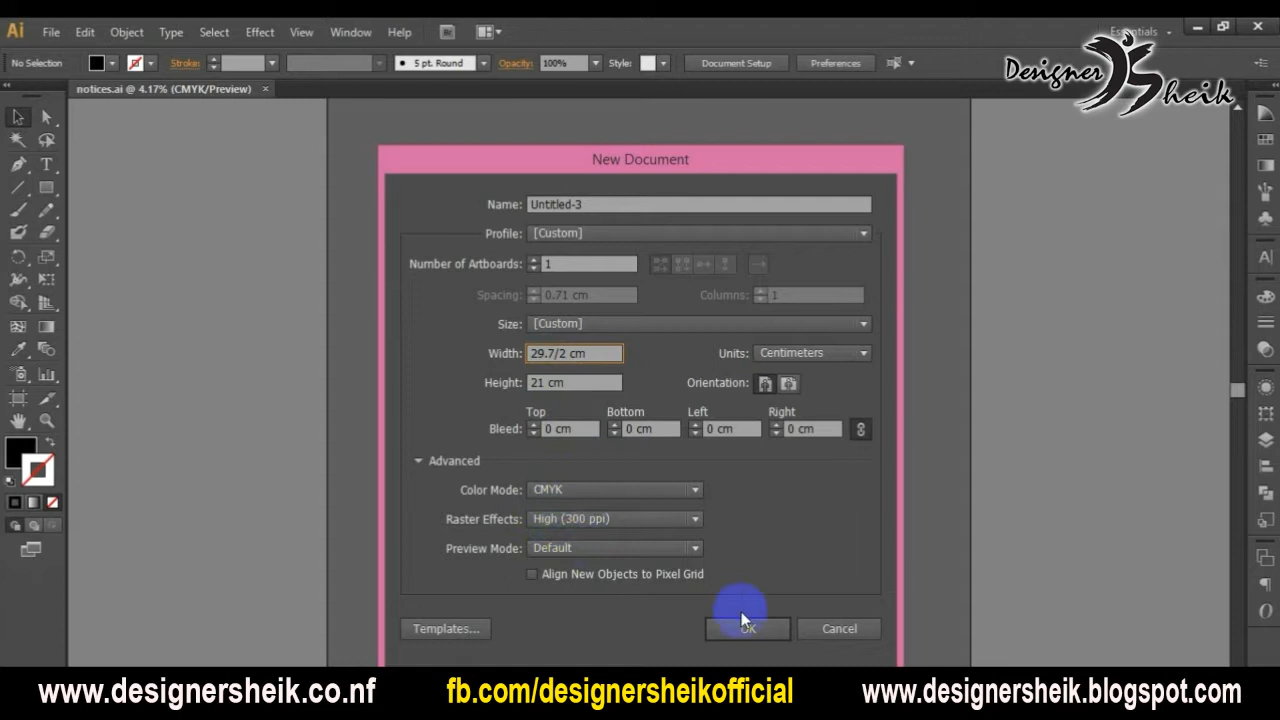 Ai File Edit Object Type Select Effect View Window Help Br Essentials
No Selection Stroke: 5 pt. Round Opacity: 100% Style: Document Setup Preferences
Designer Sheik
notices.ai @ 4.17% (CMYK/Preview) ×
New Document
Name: Untitled-3
Profile: [Custom]
Number of Artboards: 1
Spacing: 0.71 cm Columns: 1
Size: [Custom]
Width: 29.7/2 cm Units: Centimeters
Height: 21 cm Orientation:
Top Bottom Left Right
Bleed: 0 cm 0 cm 0 cm 0 cm
Advanced
Color Mode: CMYK
Raster Effects: High (300 ppi)
Preview Mode: Default
Align New Objects to Pixel Grid
Templates... OK Cancel
www.designersheik.co.nf fb.com/designersheikofficial www.designersheik.blogspot.com